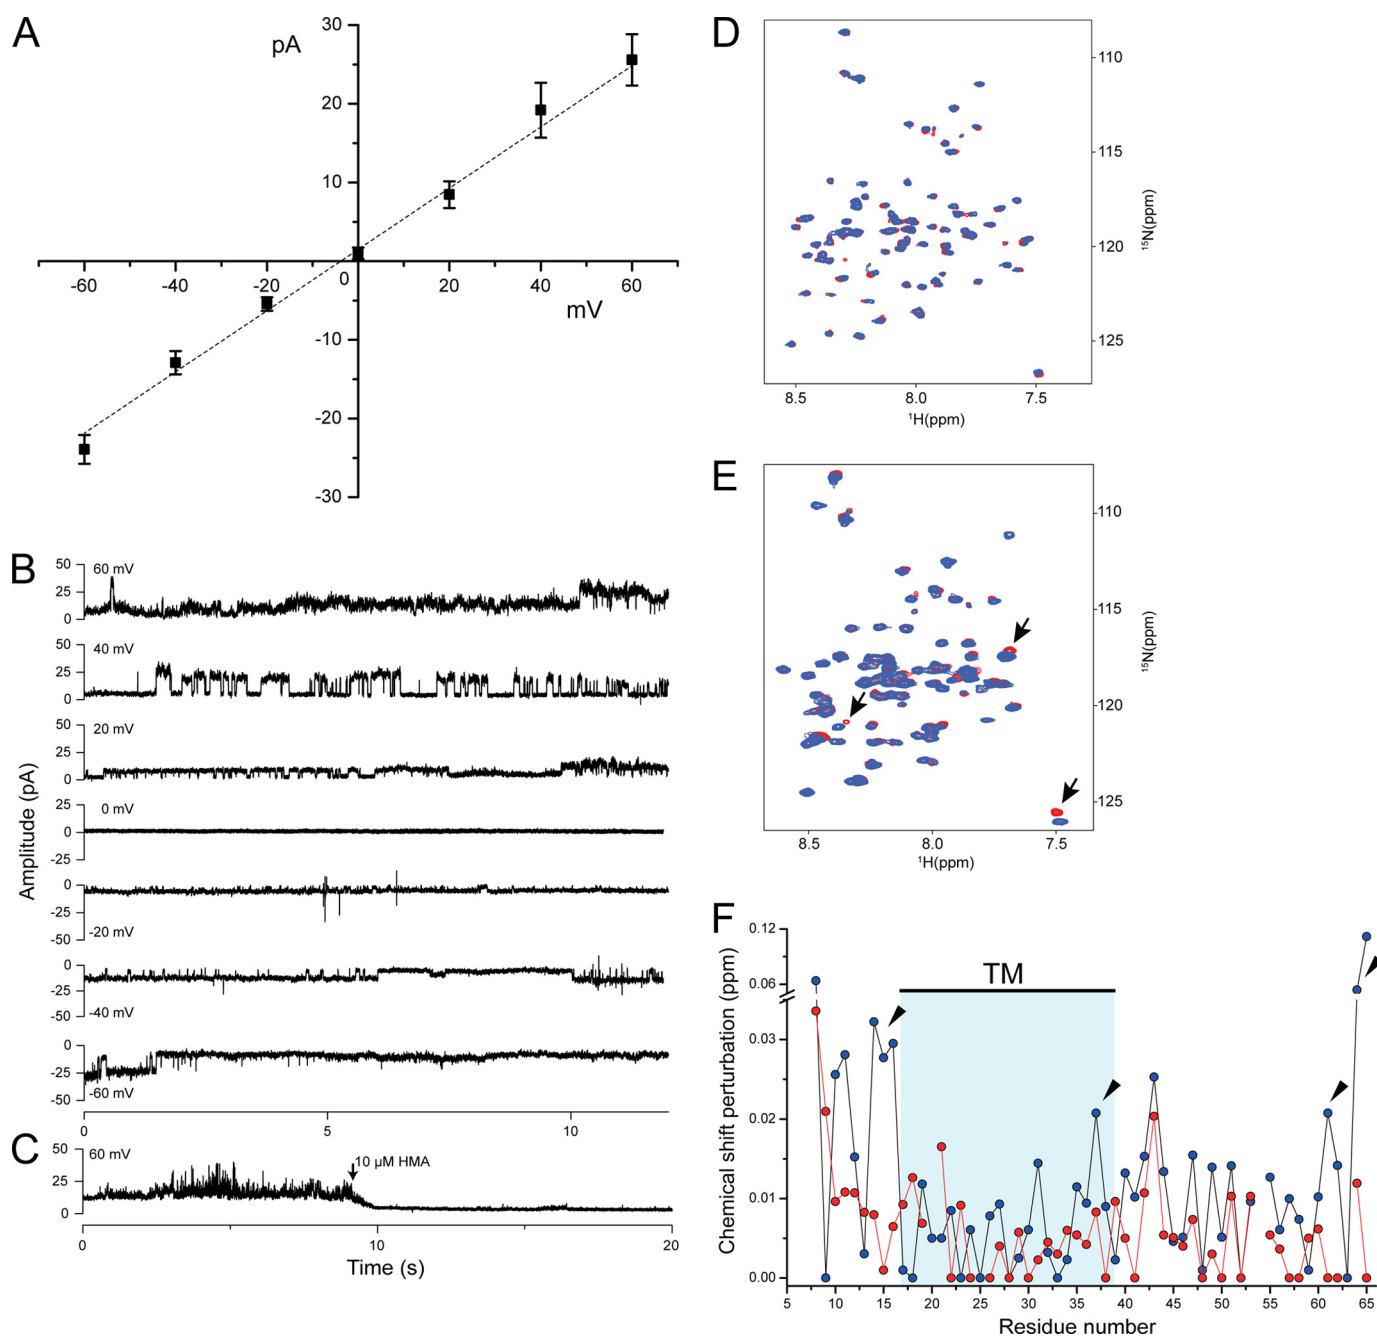 A
pA
30
20
10
0
-10
-20
-30
-60
-40
-20
20
40
60
mV
B
Amplitude (pA)
50
25
0
60 mV
50
25
0
40 mV
50
25
0
20 mV
25
0
-25
0 mV
0
-25
-50
-20 mV
0
-25
-50
-40 mV
0
-25
-50
-60 mV
0
5
10
C
50
25
0
60 mV
10 µM HMA
0
10
20
Time (s)
D
110
115
120
125
15N(ppm)
8.5
8.0
7.5
1H(ppm)
E
110
115
120
125
15N(ppm)
8.5
8.0
7.5
1H(ppm)
F
Chemical shift perturbation (ppm)
0.12
0.06
0.03
0.02
0.01
0.00
TM
5
10
15
20
25
30
35
40
45
50
55
60
65
Residue number